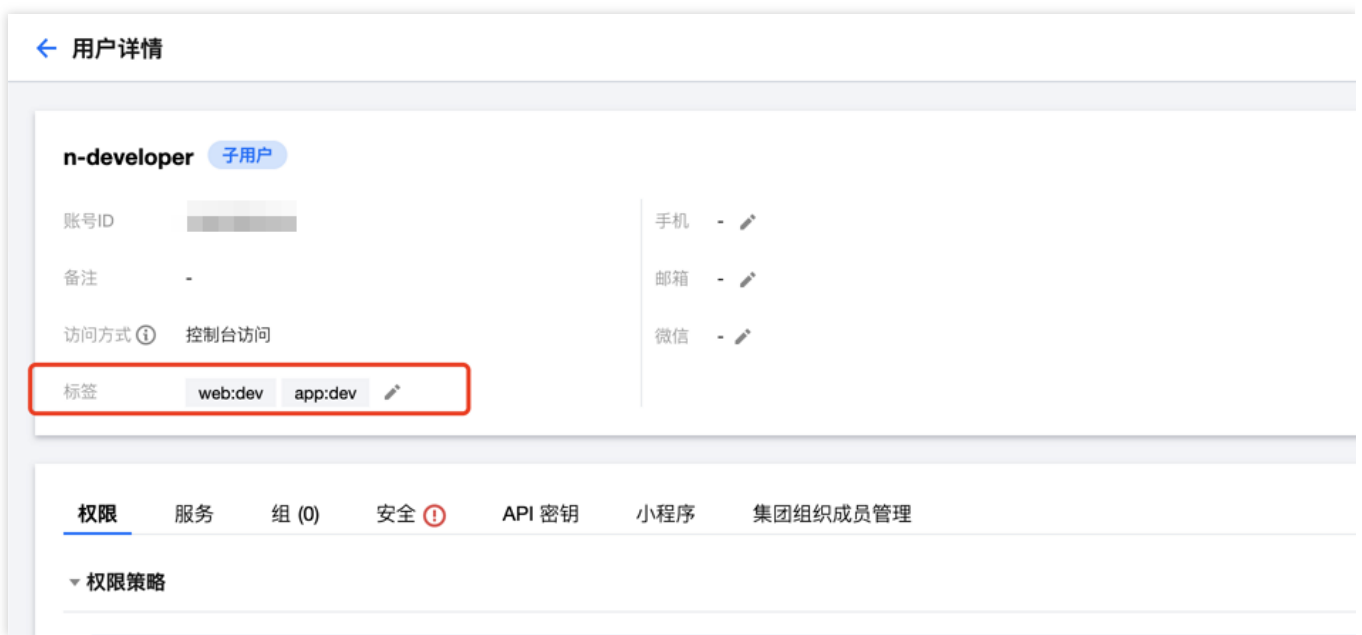 用户详情
n-developer 子用户
账号ID
备注 -
访问方式 控制台访问
标签 web:dev app:dev
手机 -
邮箱 -
微信 -
权限 服务 组 (0) 安全 API 密钥 小程序 集团组织成员管理
权限策略